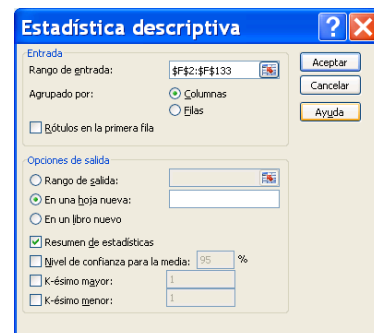 Estadística descriptiva
Entrada
Rango de entrada: $F$2:$F$133
Agrupado por: Columnas
Filas
Rótulos en la primera fila
Aceptar
Cancelar
Ayuda
Opciones de salida
Rango de salida:
En una hoja nueva:
En un libro nuevo
Resumen de estadísticas
Nivel de confianza para la media: 95 %
K-ésimo mayor: 1
K-ésimo menor: 1